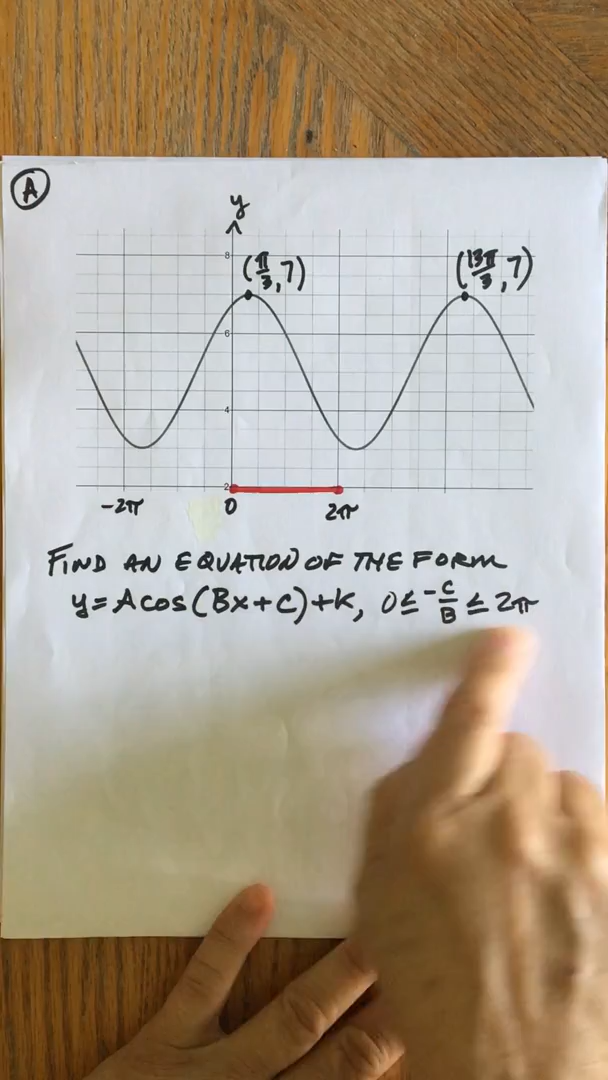 A
y
8
(π/3, 7) (13π/3, 7)
6
4
2
-2π 0 2π
FIND AN EQUATION OF THE FORM
y = A cos(Bx+C)+K, 0 ≤ -C/B ≤ 2π